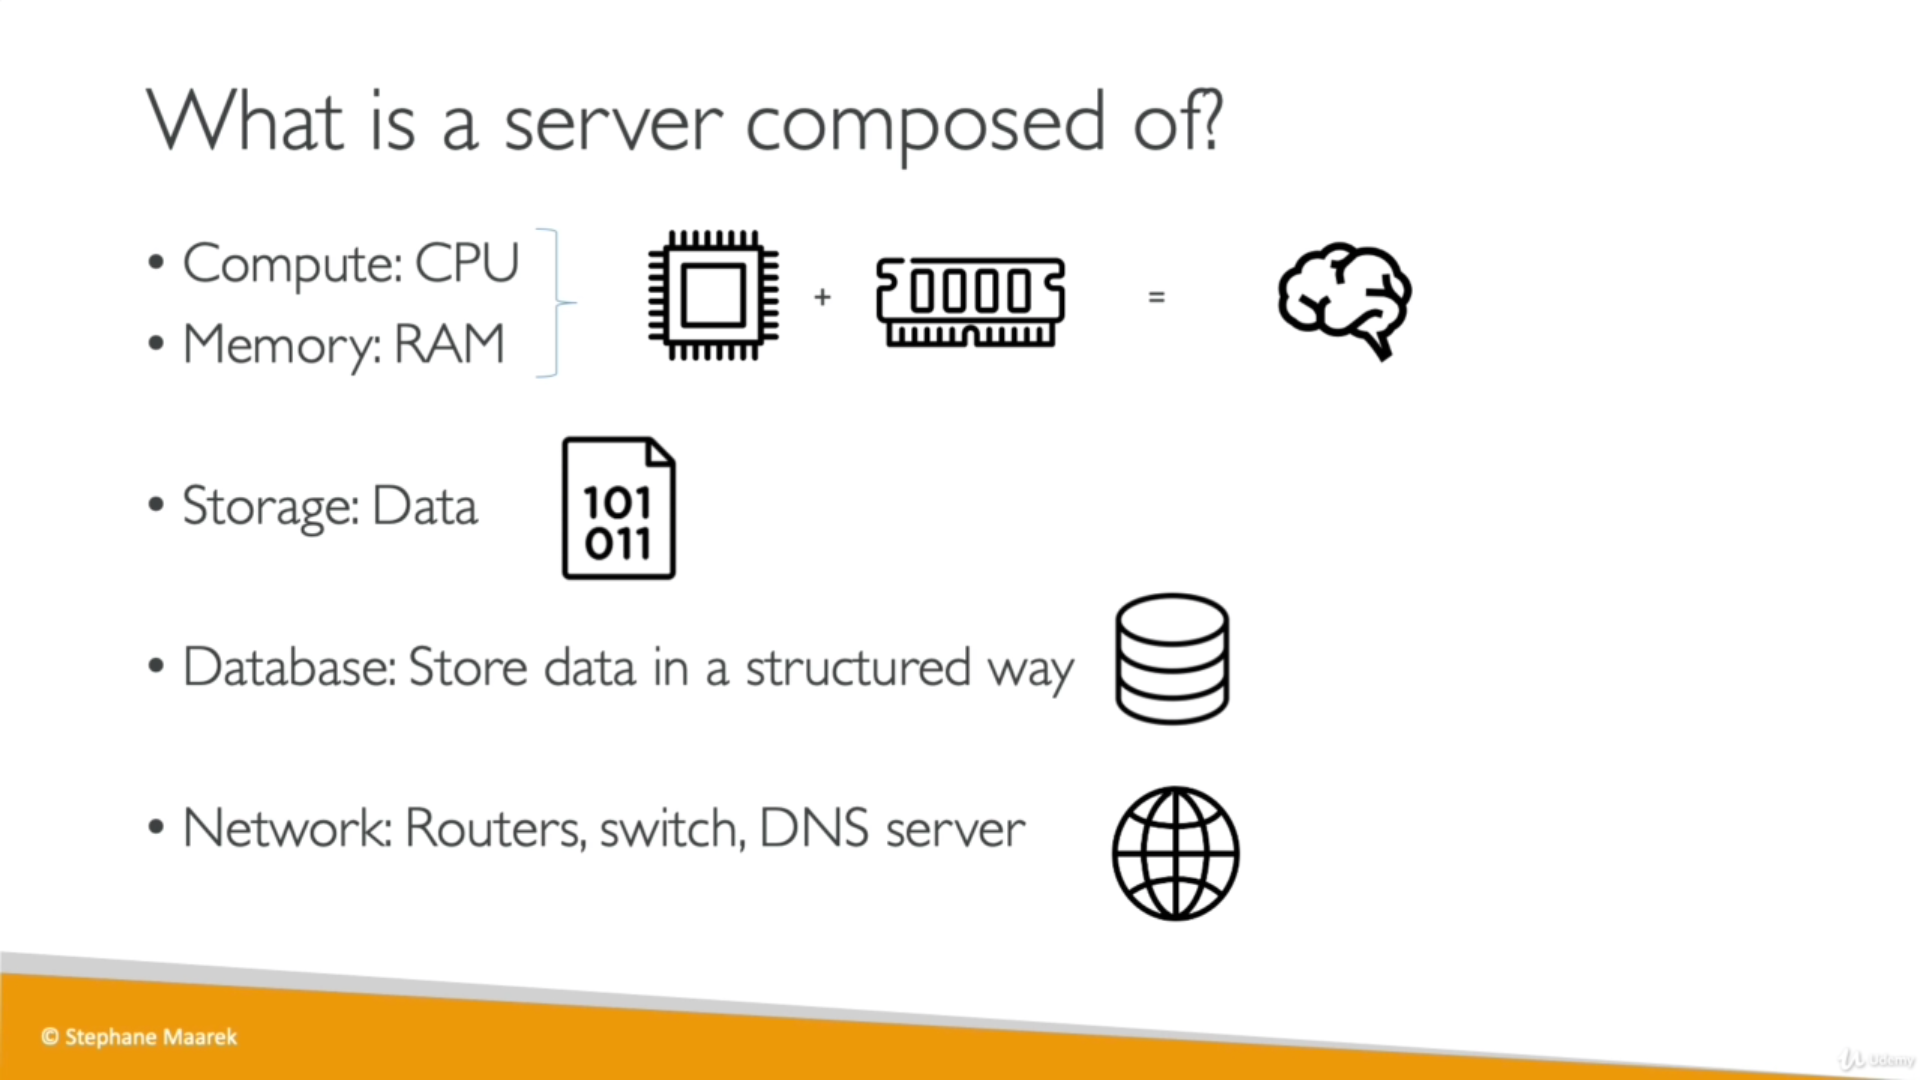 What is a server composed of?
• Compute: CPU
• Memory: RAM
+ =
• Storage: Data
101
011
• Database: Store data in a structured way
• Network: Routers, switch, DNS server
© Stephane Maarek
Udemy